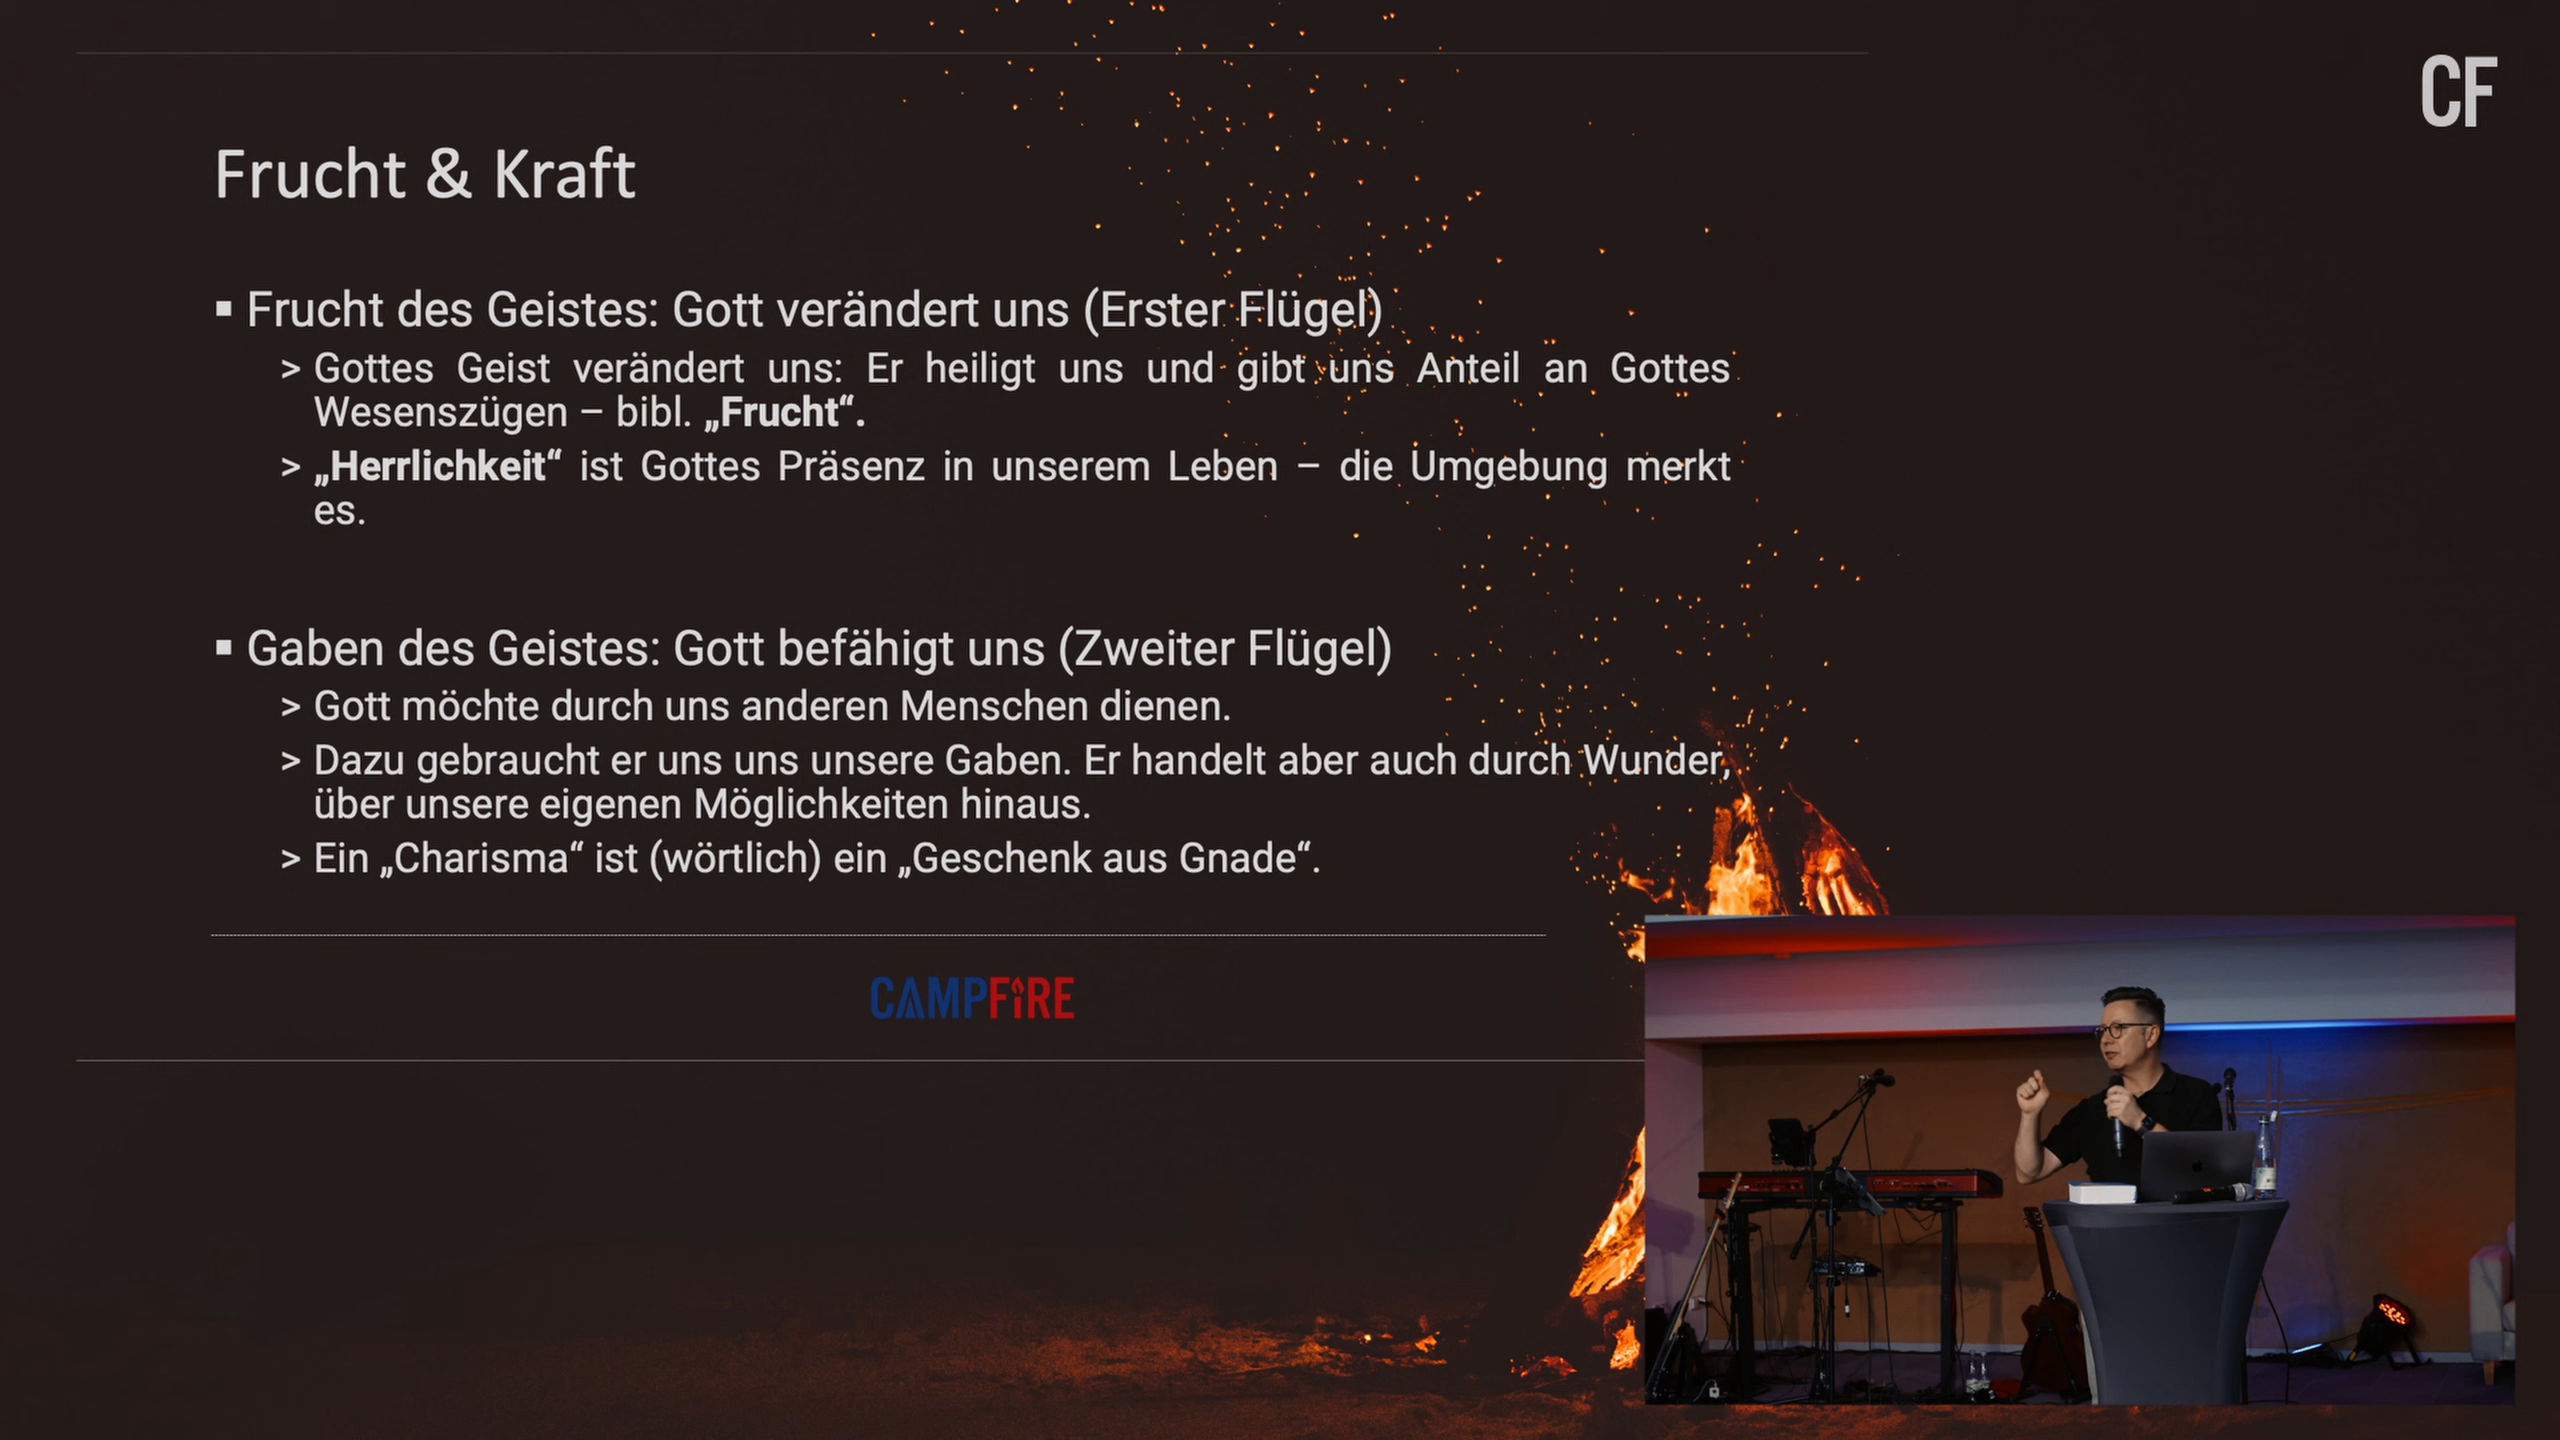 CF
Frucht & Kraft
▪ Frucht des Geistes: Gott verändert uns (Erster Flügel)
> Gottes Geist verändert uns: Er heiligt uns und gibt uns Anteil an Gottes
Wesenszügen – bibl. „Frucht“.
> „Herrlichkeit“ ist Gottes Präsenz in unserem Leben – die Umgebung merkt
es.
▪ Gaben des Geistes: Gott befähigt uns (Zweiter Flügel)
> Gott möchte durch uns anderen Menschen dienen.
> Dazu gebraucht er uns uns unsere Gaben. Er handelt aber auch durch Wunder,
über unsere eigenen Möglichkeiten hinaus.
> Ein „Charisma“ ist (wörtlich) ein „Geschenk aus Gnade“.
CAMPFiRE